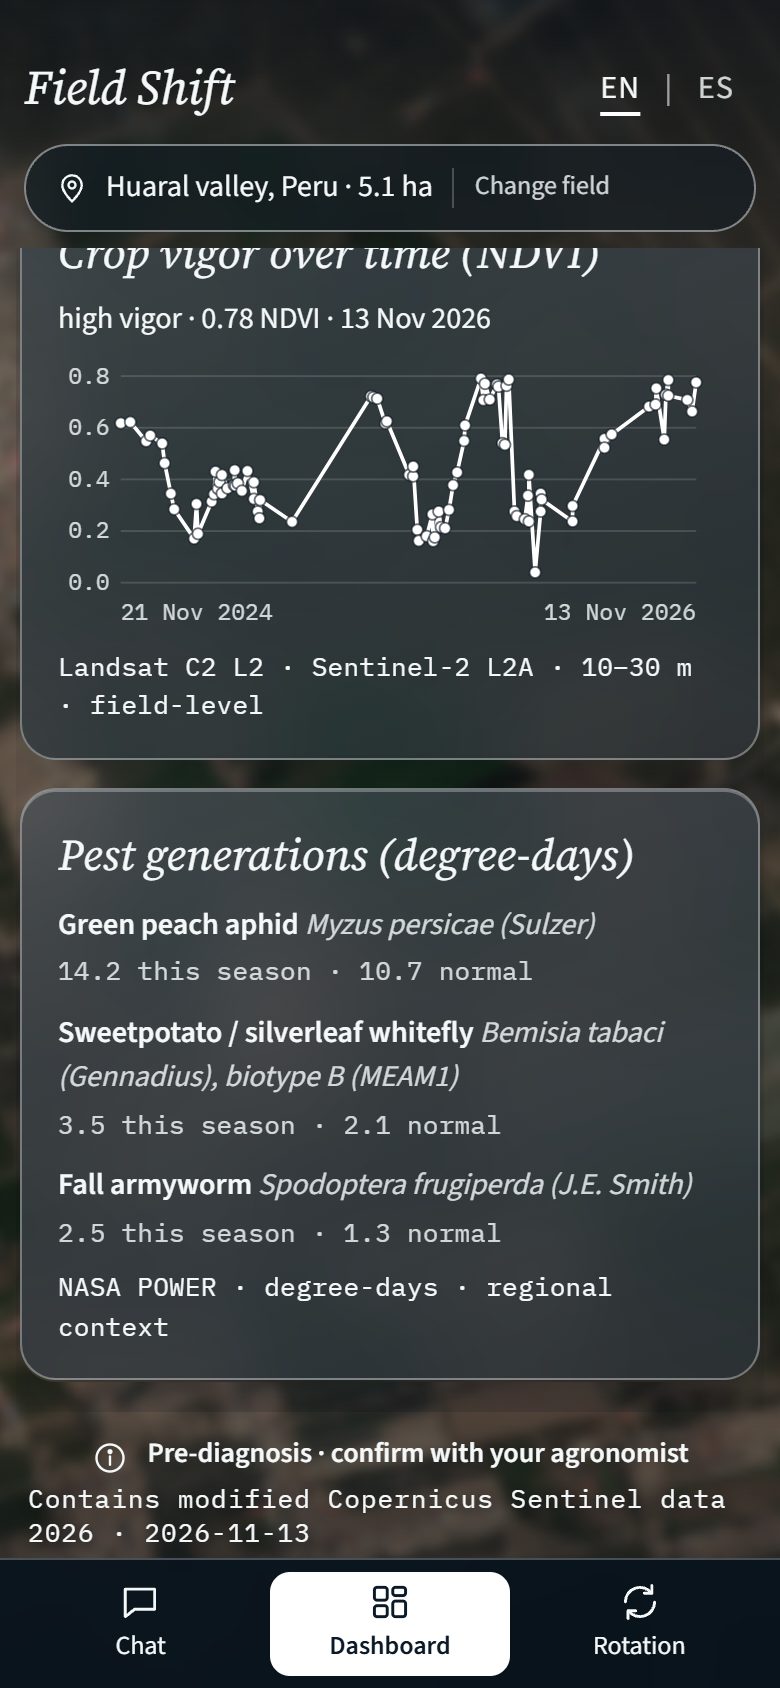 Field Shift
EN | ES
Huaral valley, Peru · 5.1 ha | Change field
Crop vigor over time (NDVI)
high vigor · 0.78 NDVI · 13 Nov 2026
0.8
0.6
0.4
0.2
0.0
21 Nov 2024 13 Nov 2026
Landsat C2 L2 · Sentinel-2 L2A · 10–30 m
· field-level
Pest generations (degree-days)
Green peach aphid Myzus persicae (Sulzer)
14.2 this season · 10.7 normal
Sweetpotato / silverleaf whitefly Bemisia tabaci
(Gennadius), biotype B (MEAM1)
3.5 this season · 2.1 normal
Fall armyworm Spodoptera frugiperda (J.E. Smith)
2.5 this season · 1.3 normal
NASA POWER · degree-days · regional
context
Pre-diagnosis · confirm with your agronomist
Contains modified Copernicus Sentinel data
2026 · 2026-11-13
Chat Dashboard Rotation